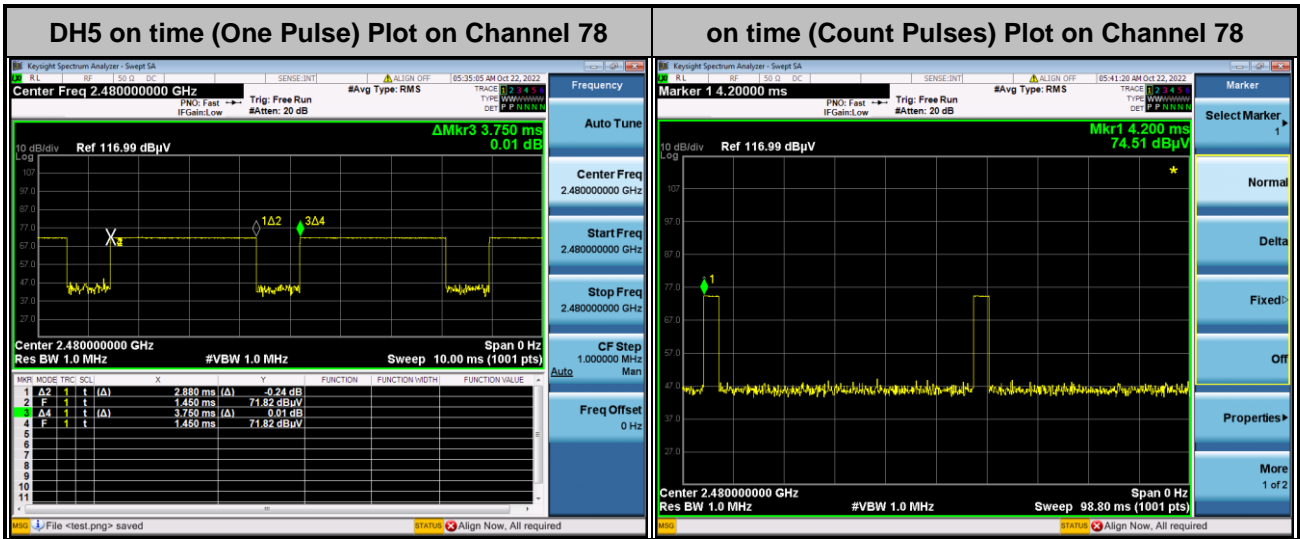 DH5 on time (One Pulse) Plot on Channel 78
Keysight Spectrum Analyzer - Swept SA
RL RF 50 Ω DC SENSE:INT ALIGN OFF 05:35:05 AM Oct 22, 2022
Center Freq 2.480000000 GHz #Avg Type: RMS TRACE 1 2 3 4 5 6
PNO: Fast Trig: Free Run TYPE WWWWWW
IFGain:Low #Atten: 20 dB DET P P N N N N
ΔMkr3 3.750 ms
0.01 dB
10 dB/div Ref 116.99 dBµV
Log
107
97.0
87.0
77.0
67.0
57.0
47.0
37.0
27.0
1Δ2 3Δ4
Center 2.480000000 GHz Span 0 Hz
Res BW 1.0 MHz #VBW 1.0 MHz Sweep 10.00 ms (1001 pts)
MKR MODE TRC SCL X Y FUNCTION FUNCTION WIDTH FUNCTION VALUE
1 Δ2 1 t (Δ) 2.880 ms (Δ) -0.24 dB
2 F 1 t 1.450 ms 71.82 dBµV
3 Δ4 1 t (Δ) 3.750 ms (Δ) 0.01 dB
4 F 1 t 1.450 ms 71.82 dBµV
5
6
7
8
9
10
11
MSG File <test.png> saved STATUS Align Now, All required
Frequency
Auto Tune
Center Freq
2.480000000 GHz
Start Freq
2.480000000 GHz
Stop Freq
2.480000000 GHz
CF Step
1.000000 MHz
Auto Man
Freq Offset
0 Hz
on time (Count Pulses) Plot on Channel 78
Keysight Spectrum Analyzer - Swept SA
RL RF 50 Ω DC SENSE:INT ALIGN OFF 05:41:20 AM Oct 22, 2022
Marker 1 4.20000 ms #Avg Type: RMS TRACE 1 2 3 4 5 6
PNO: Fast Trig: Free Run TYPE WWWWWW
IFGain:Low #Atten: 20 dB DET P P N N N N
Mkr1 4.200 ms
74.51 dBµV
10 dB/div Ref 116.99 dBµV
Log
107
97.0
87.0
77.0
67.0
57.0
47.0
37.0
27.0
1
*
Center 2.480000000 GHz Span 0 Hz
Res BW 1.0 MHz #VBW 1.0 MHz Sweep 98.80 ms (1001 pts)
MSG STATUS Align Now, All required
Marker
Select Marker
1
Normal
Delta
Fixed
Off
Properties
More
1 of 2